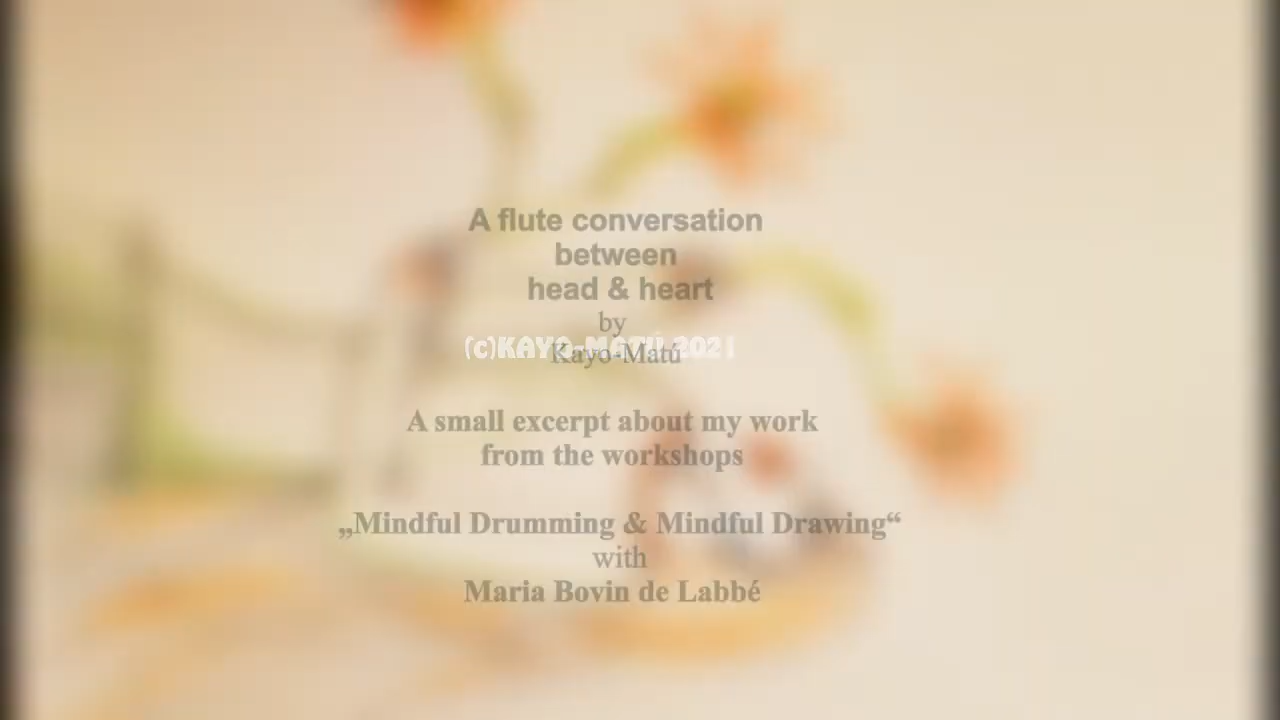 A flute conversation
between
head & heart
by
(c)KAYO-MATÚ 2021
Kayo-Matú
A small excerpt about my work
from the workshops
„Mindful Drumming & Mindful Drawing“
with
Maria Bovin de Labbé